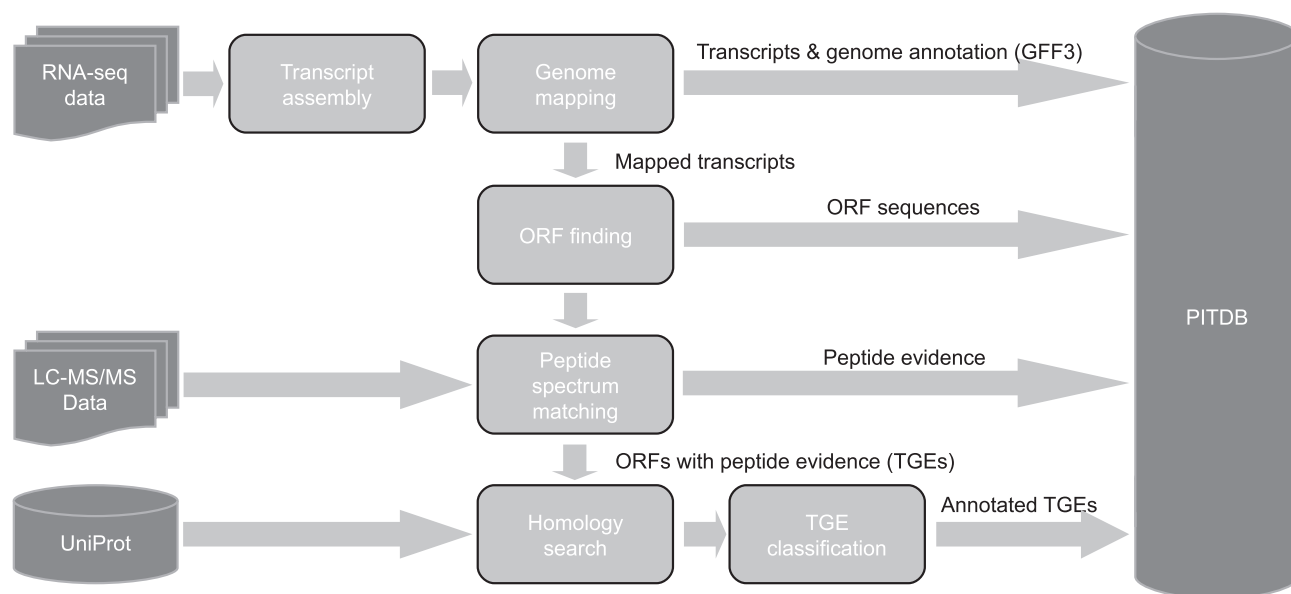 RNA-seq
data
Transcript
assembly
Genome
mapping
Transcripts & genome annotation (GFF3)
Mapped transcripts
ORF finding
ORF sequences
PITDB
LC-MS/MS
Data
Peptide
spectrum
matching
Peptide evidence
ORFs with peptide evidence (TGEs)
UniProt
Homology
search
TGE
classification
Annotated TGEs